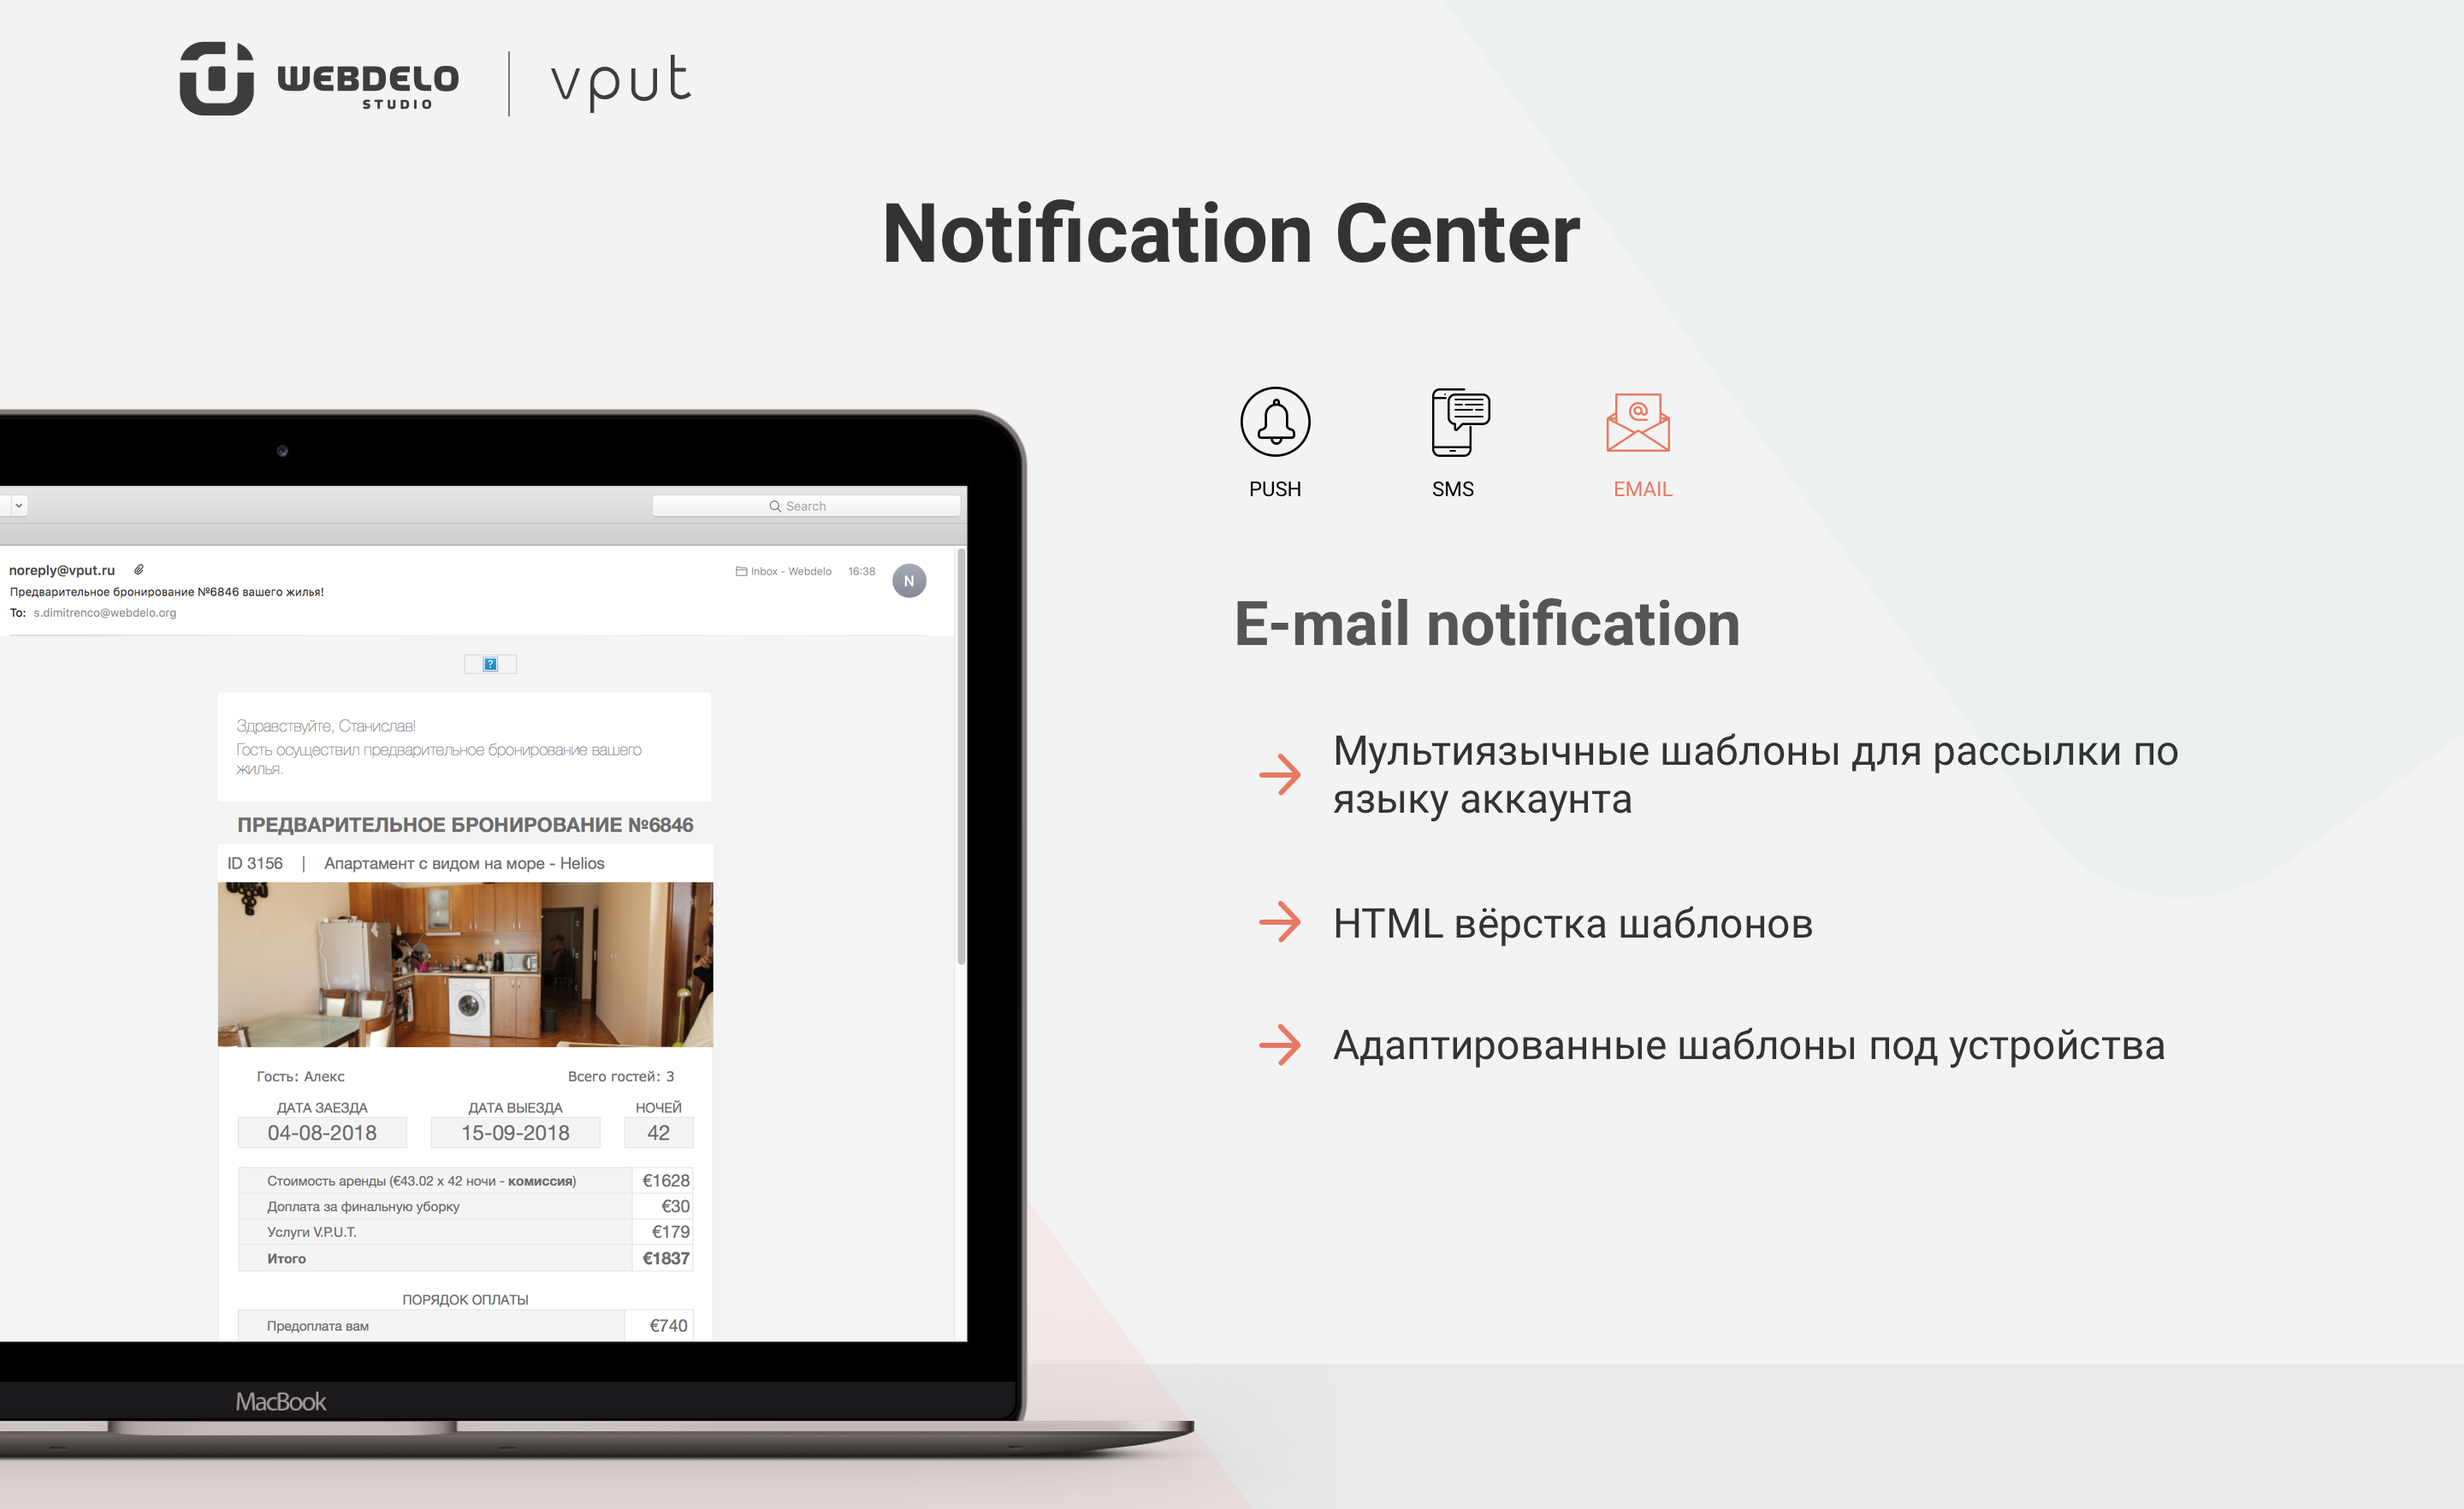 WEBDELO
STUDIO
vput
Notification Center
PUSH
SMS
EMAIL
Search
noreply@vput.ru
Inbox - Webdelo 16:38
N
Предварительное бронирование №6846 вашего жилья!
To: s.dimitrenco@webdelo.org
?
Здравствуйте, Станислав!
Гость осуществил предварительное бронирование вашего
жилья.
ПРЕДВАРИТЕЛЬНОЕ БРОНИРОВАНИЕ №6846
ID 3156 | Апартамент с видом на море - Helios
Гость: Алекс
Всего гостей: 3
ДАТА ЗАЕЗДА
ДАТА ВЫЕЗДА
НОЧЕЙ
04-08-2018
15-09-2018
42
Стоимость аренды (€43.02 x 42 ночи - комиссия) €1628
Доплата за финальную уборку €30
Услуги V.P.U.T. €179
Итого €1837
ПОРЯДОК ОПЛАТЫ
Предоплата вам €740
MacBook
E-mail notification
Мультиязычные шаблоны для рассылки по
языку аккаунта
HTML вёрстка шаблонов
Адаптированные шаблоны под устройства